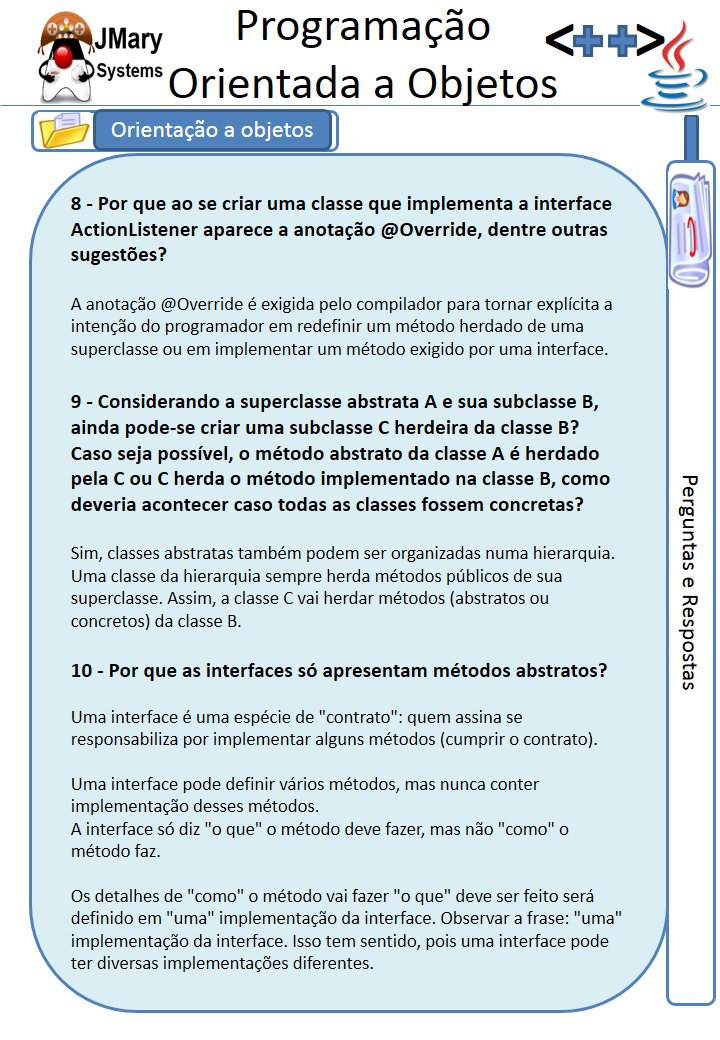 JMary
Systems
Programação
Orientada a Objetos
<++>
Orientação a objetos
8 - Por que ao se criar uma classe que implementa a interface
ActionListener aparece a anotação @Override, dentre outras
sugestões?
A anotação @Override é exigida pelo compilador para tornar explícita a
intenção do programador em redefinir um método herdado de uma
superclasse ou em implementar um método exigido por uma interface.
9 - Considerando a superclasse abstrata A e sua subclasse B,
ainda pode-se criar uma subclasse C herdeira da classe B?
Caso seja possível, o método abstrato da classe A é herdado
pela C ou C herda o método implementado na classe B, como
deveria acontecer caso todas as classes fossem concretas?
Sim, classes abstratas também podem ser organizadas numa hierarquia.
Uma classe da hierarquia sempre herda métodos públicos de sua
superclasse. Assim, a classe C vai herdar métodos (abstratos ou
concretos) da classe B.
10 - Por que as interfaces só apresentam métodos abstratos?
Uma interface é uma espécie de "contrato": quem assina se
responsabiliza por implementar alguns métodos (cumprir o contrato).
Uma interface pode definir vários métodos, mas nunca conter
implementação desses métodos.
A interface só diz "o que" o método deve fazer, mas não "como" o
método faz.
Os detalhes de "como" o método vai fazer "o que" deve ser feito será
definido em "uma" implementação da interface. Observar a frase: "uma"
implementação da interface. Isso tem sentido, pois uma interface pode
ter diversas implementações diferentes.
Perguntas e Respostas